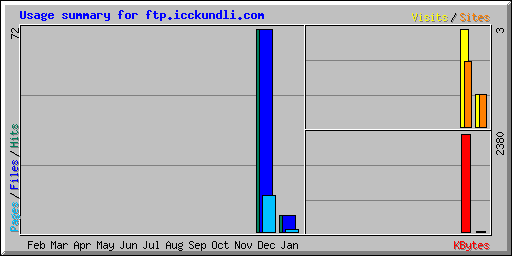 Usage summary for ftp.icckundli.com
Visits/Sites
72
3
2380
Pages/Files/Hits
Feb Mar Apr May Jun Jul Aug Sep Oct Nov Dec Jan
KBytes